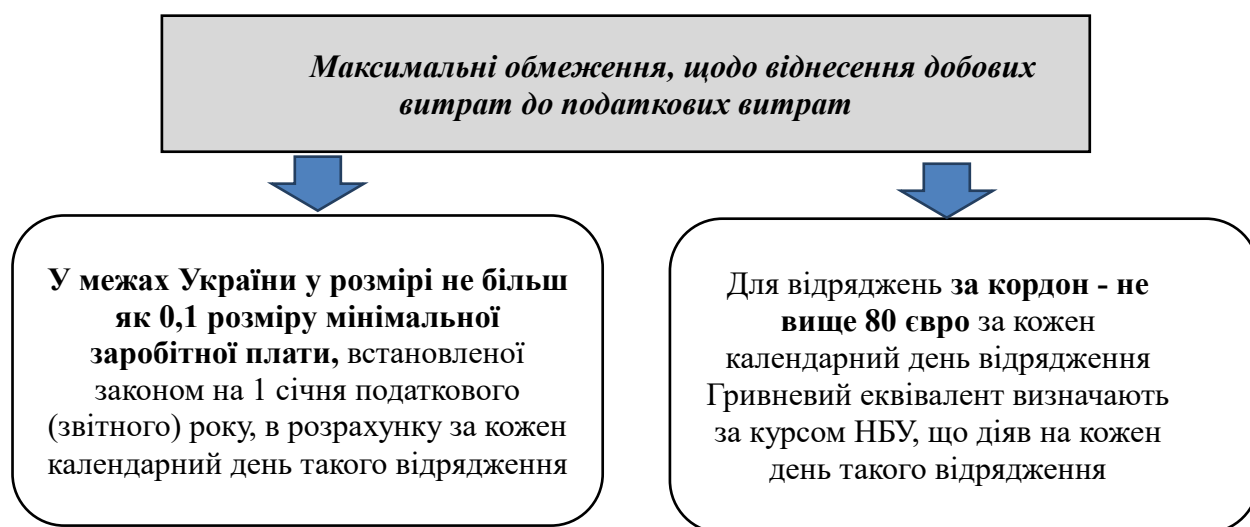 Максимальні обмеження, щодо віднесення добових
витрат до податкових витрат
У межах України у розмірі не більш
як 0,1 розміру мінімальної
заробітної плати, встановленої
законом на 1 січня податкового
(звітного) року, в розрахунку за кожен
календарний день такого відрядження
Для відряджень за кордон - не
вище 80 євро за кожен
календарний день відрядження
Гривневий еквівалент визначають
за курсом НБУ, що діяв на кожен
день такого відрядження